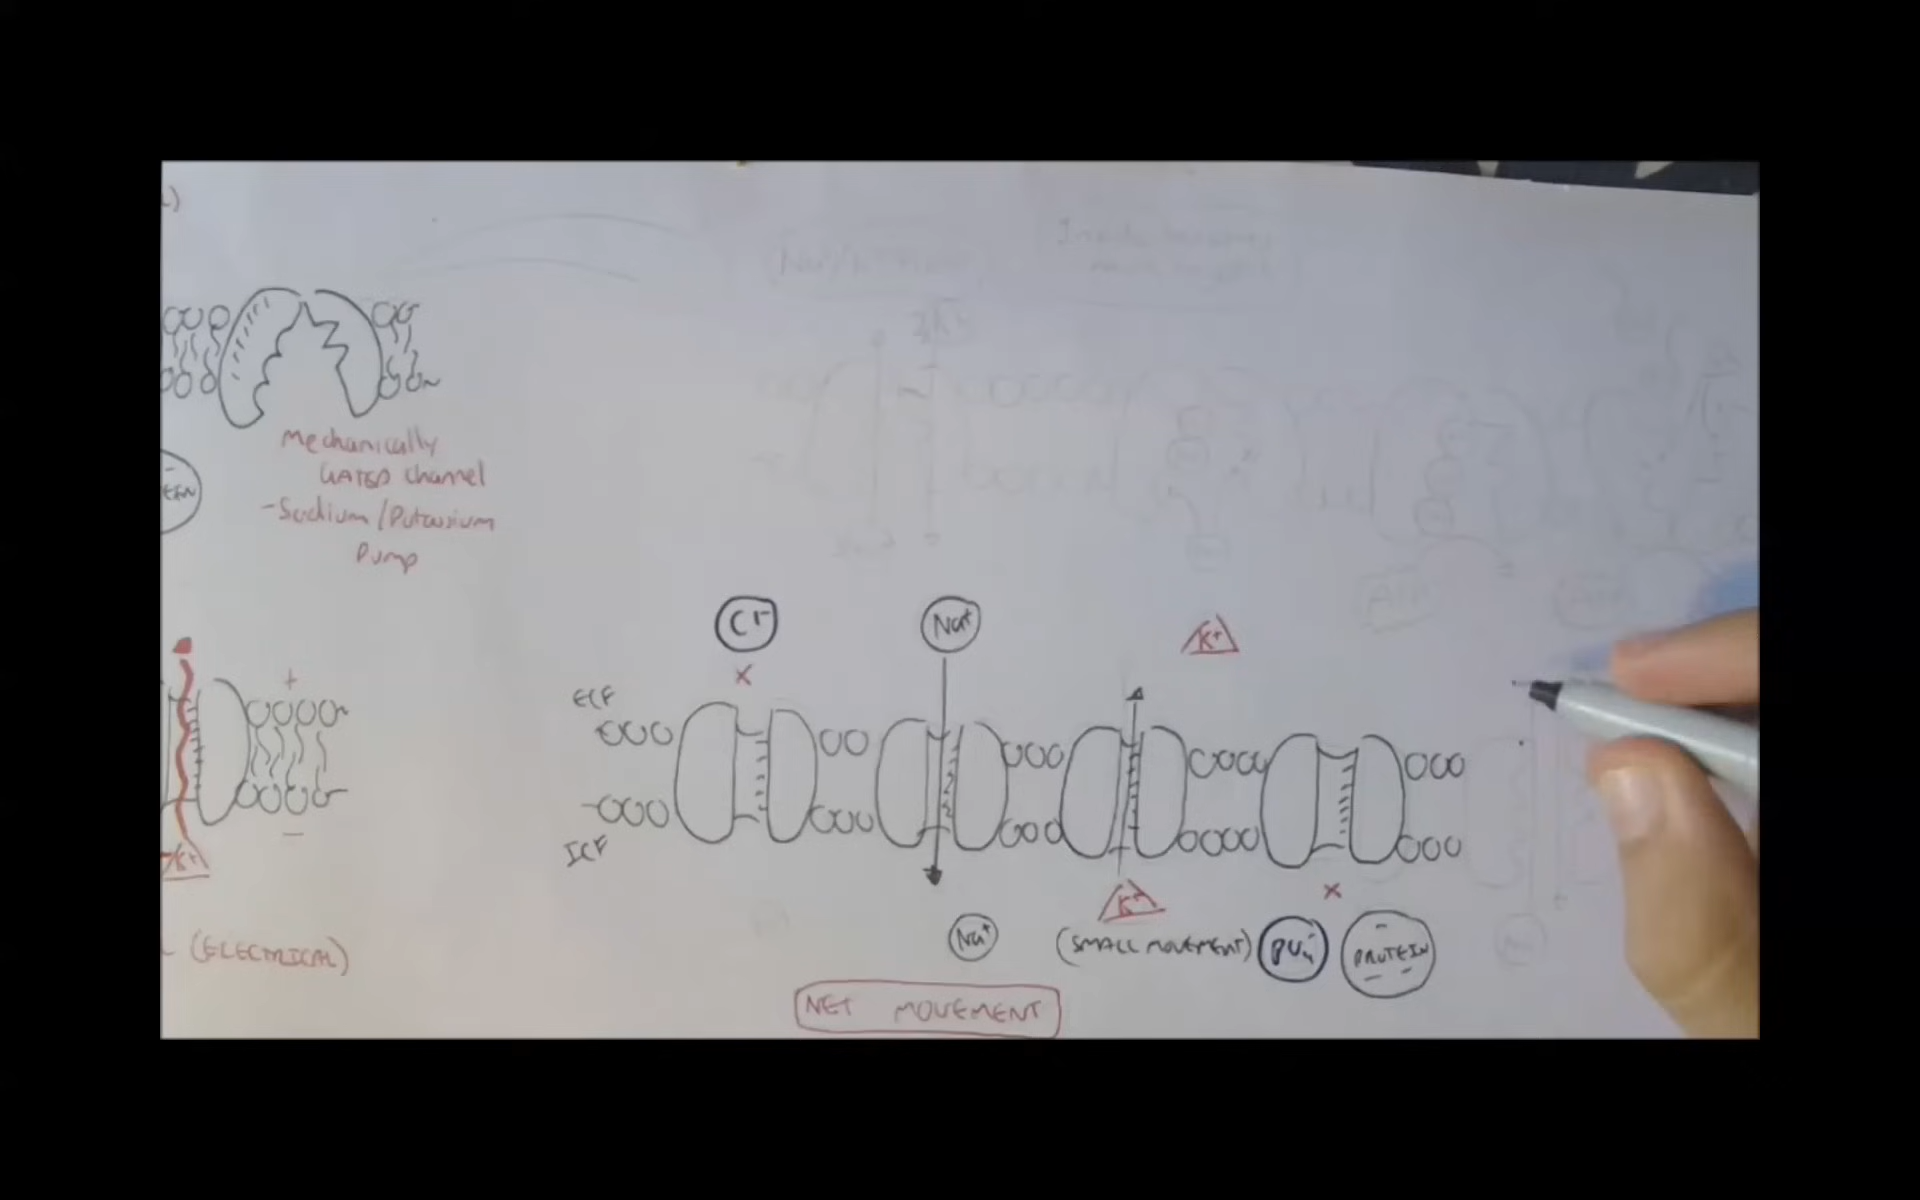 Mechanically
GATED channel
- Sodium/Potassium
Pump
Cl-
Na+
K+
x
+
ECF
-
ICF
K+
x
K+
Na+
(SMALL MOVEMENT)
PO4-
PROTEIN
(ELECTRICAL)
NET MOVEMENT